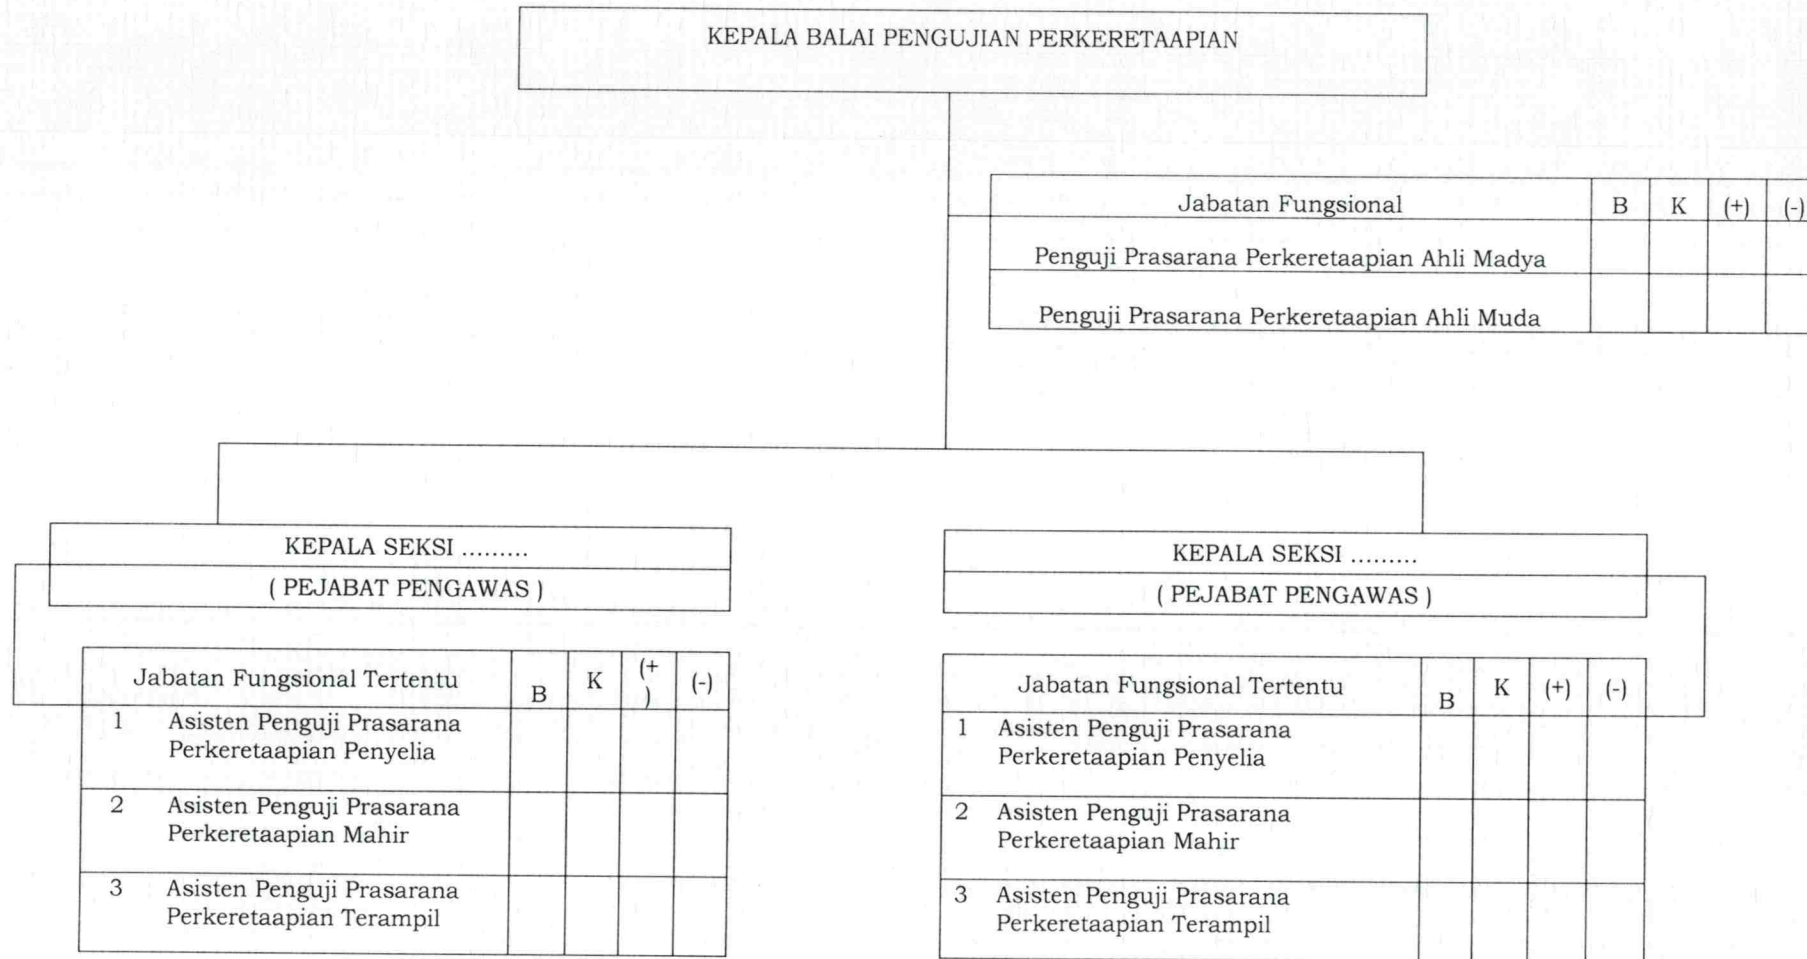 KEPALA BALAI PENGUJIAN PERKERETAAPIAN
Jabatan Fungsional B K (+) (-)
Penguji Prasarana Perkeretaapian Ahli Madya
Penguji Prasarana Perkeretaapian Ahli Muda
KEPALA SEKSI .........
( PEJABAT PENGAWAS )
Jabatan Fungsional Tertentu B K (+
)
(-)
1 Asisten Penguji Prasarana
Perkeretaapian Penyelia
2 Asisten Penguji Prasarana
Perkeretaapian Mahir
3 Asisten Penguji Prasarana
Perkeretaapian Terampil
KEPALA SEKSI .........
( PEJABAT PENGAWAS )
Jabatan Fungsional Tertentu B K (+) (-)
1 Asisten Penguji Prasarana
Perkeretaapian Penyelia
2 Asisten Penguji Prasarana
Perkeretaapian Mahir
3 Asisten Penguji Prasarana
Perkeretaapian Terampil